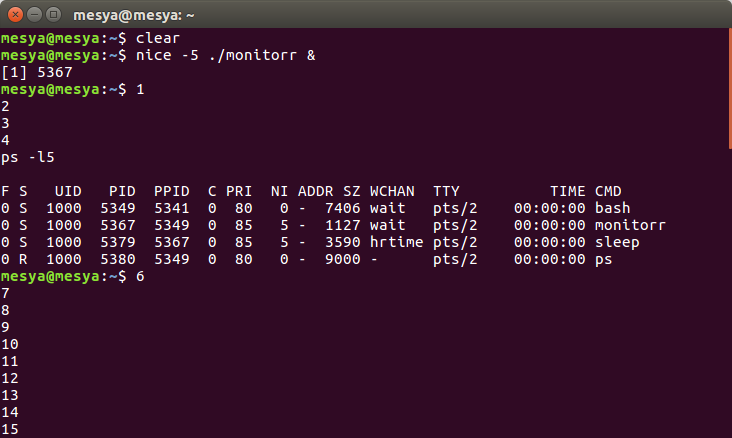 mesya@mesya: ~
mesya@mesya:~$ clear
mesya@mesya:~$ nice -5 ./monitorr &
[1] 5367
mesya@mesya:~$ 1
2
3
4
ps -l5

F S   UID   PID  PPID  C PRI  NI ADDR SZ WCHAN  TTY          TIME CMD
0 S  1000  5349  5341  0  80   0 -  7406 wait   pts/2    00:00:00 bash
0 S  1000  5367  5349  0  85   5 -  1127 wait   pts/2    00:00:00 monitorr
0 S  1000  5379  5367  0  85   5 -  3590 hrtime pts/2    00:00:00 sleep
0 R  1000  5380  5349  0  80   0 -  9000 -      pts/2    00:00:00 ps
mesya@mesya:~$ 6
7
8
9
10
11
12
13
14
15